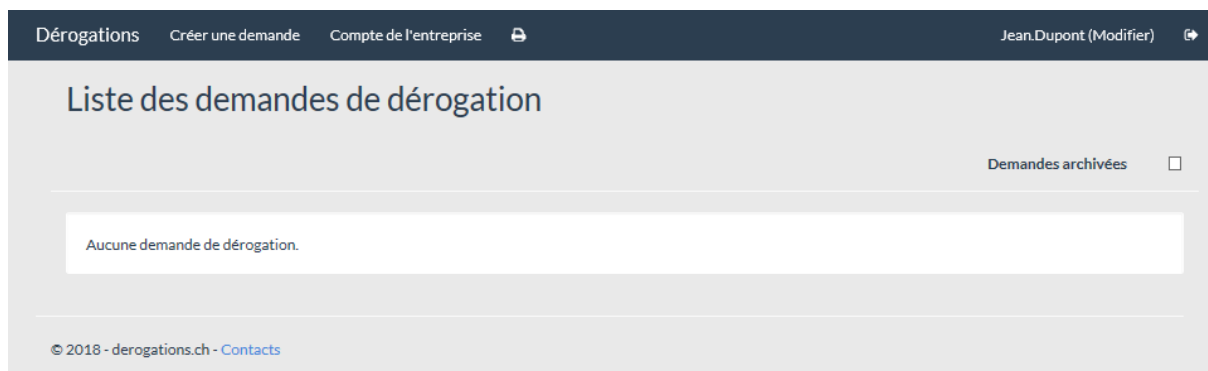 Dérogations Créer une demande Compte de l'entreprise Jean.Dupont (Modifier)
Liste des demandes de dérogation
Demandes archivées
Aucune demande de dérogation.
© 2018 - derogations.ch - Contacts